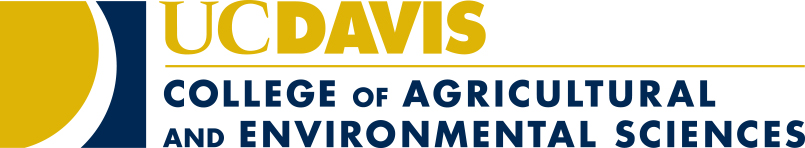 UCDAVIS
COLLEGE OF AGRICULTURAL
AND ENVIRONMENTAL SCIENCES